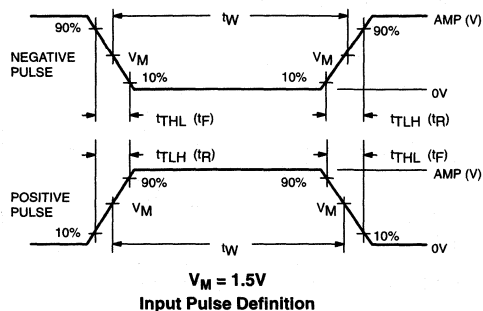 tW
AMP (V)
90%
90%
NEGATIVE
PULSE
VM
VM
10%
10%
0V
tTHL (tF)
tTLH (tR)
tTLH (tR)
tTHL (tF)
AMP (V)
90%
90%
POSITIVE
PULSE
VM
VM
10%
10%
tW
0V
VM = 1.5V
Input Pulse Definition